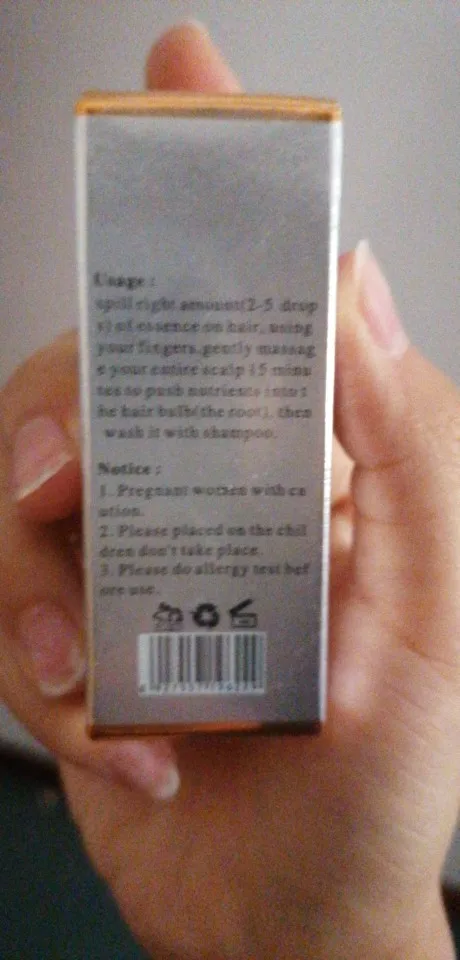 Usage :
spill right amount(2-5 drop
s) of essence on hair, using
your fingers,gently massag
e your entire scalp 15 minu
tes to push nutrients into t
he hair bulb(the root), then
wash it with shampoo.
Notice :
1. Pregnant women with ca
ution.
2. Please placed on the chil
dren don't take place.
3. Please do allergy test bef
ore use.